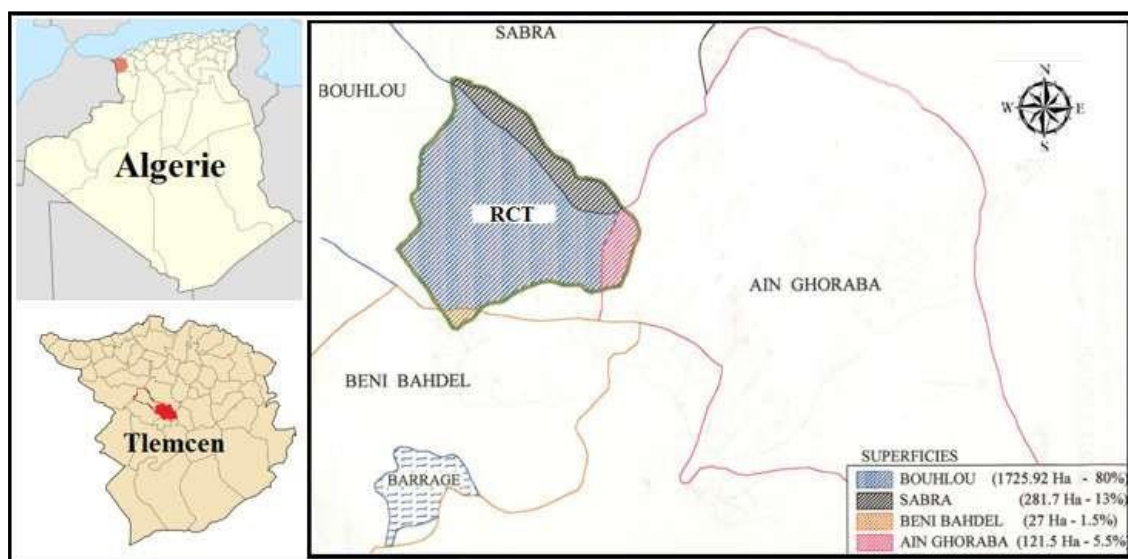 Algerie
Tlemcen
SABRA
BOUHLOU
N
W E
S
RCT
AIN GHORABA
BENI BAHDEL
BARRAGE
SUPERFICIES
BOUHLOU (1725.92 Ha - 80%)
SABRA (281.7 Ha - 13%)
BENI BAHDEL (27 Ha - 1.5%)
AIN GHORABA (121.5 Ha - 5.5%)